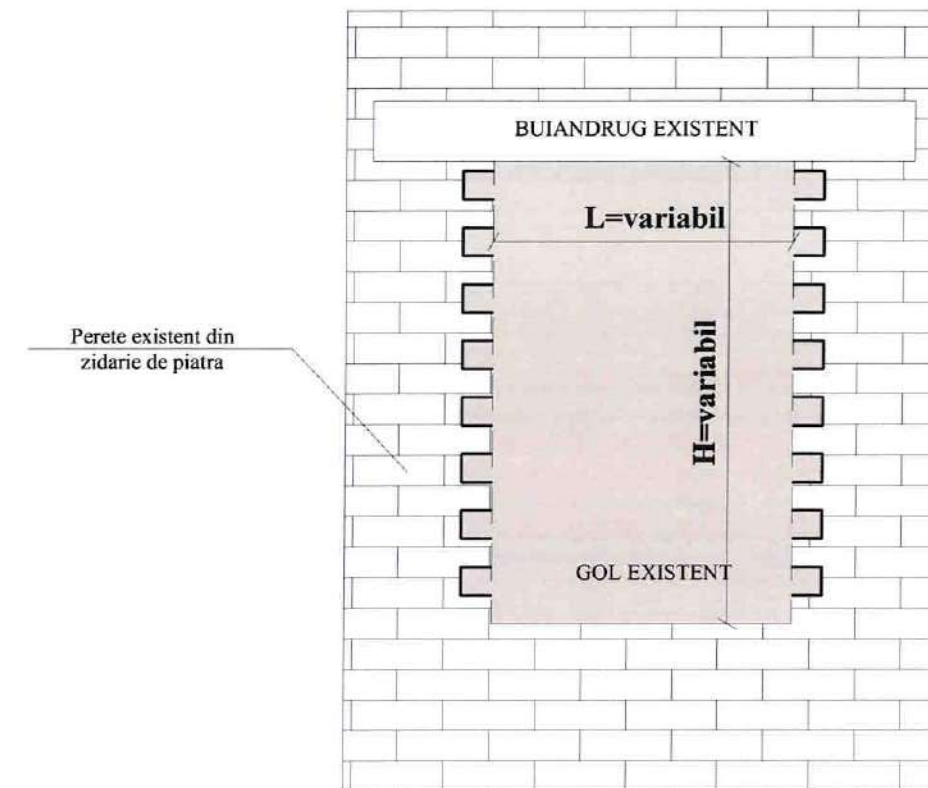 BUIANDRUG EXISTENT
L=variabil
Perete existent din
zidarie de piatra
H=variabil
GOL EXISTENT